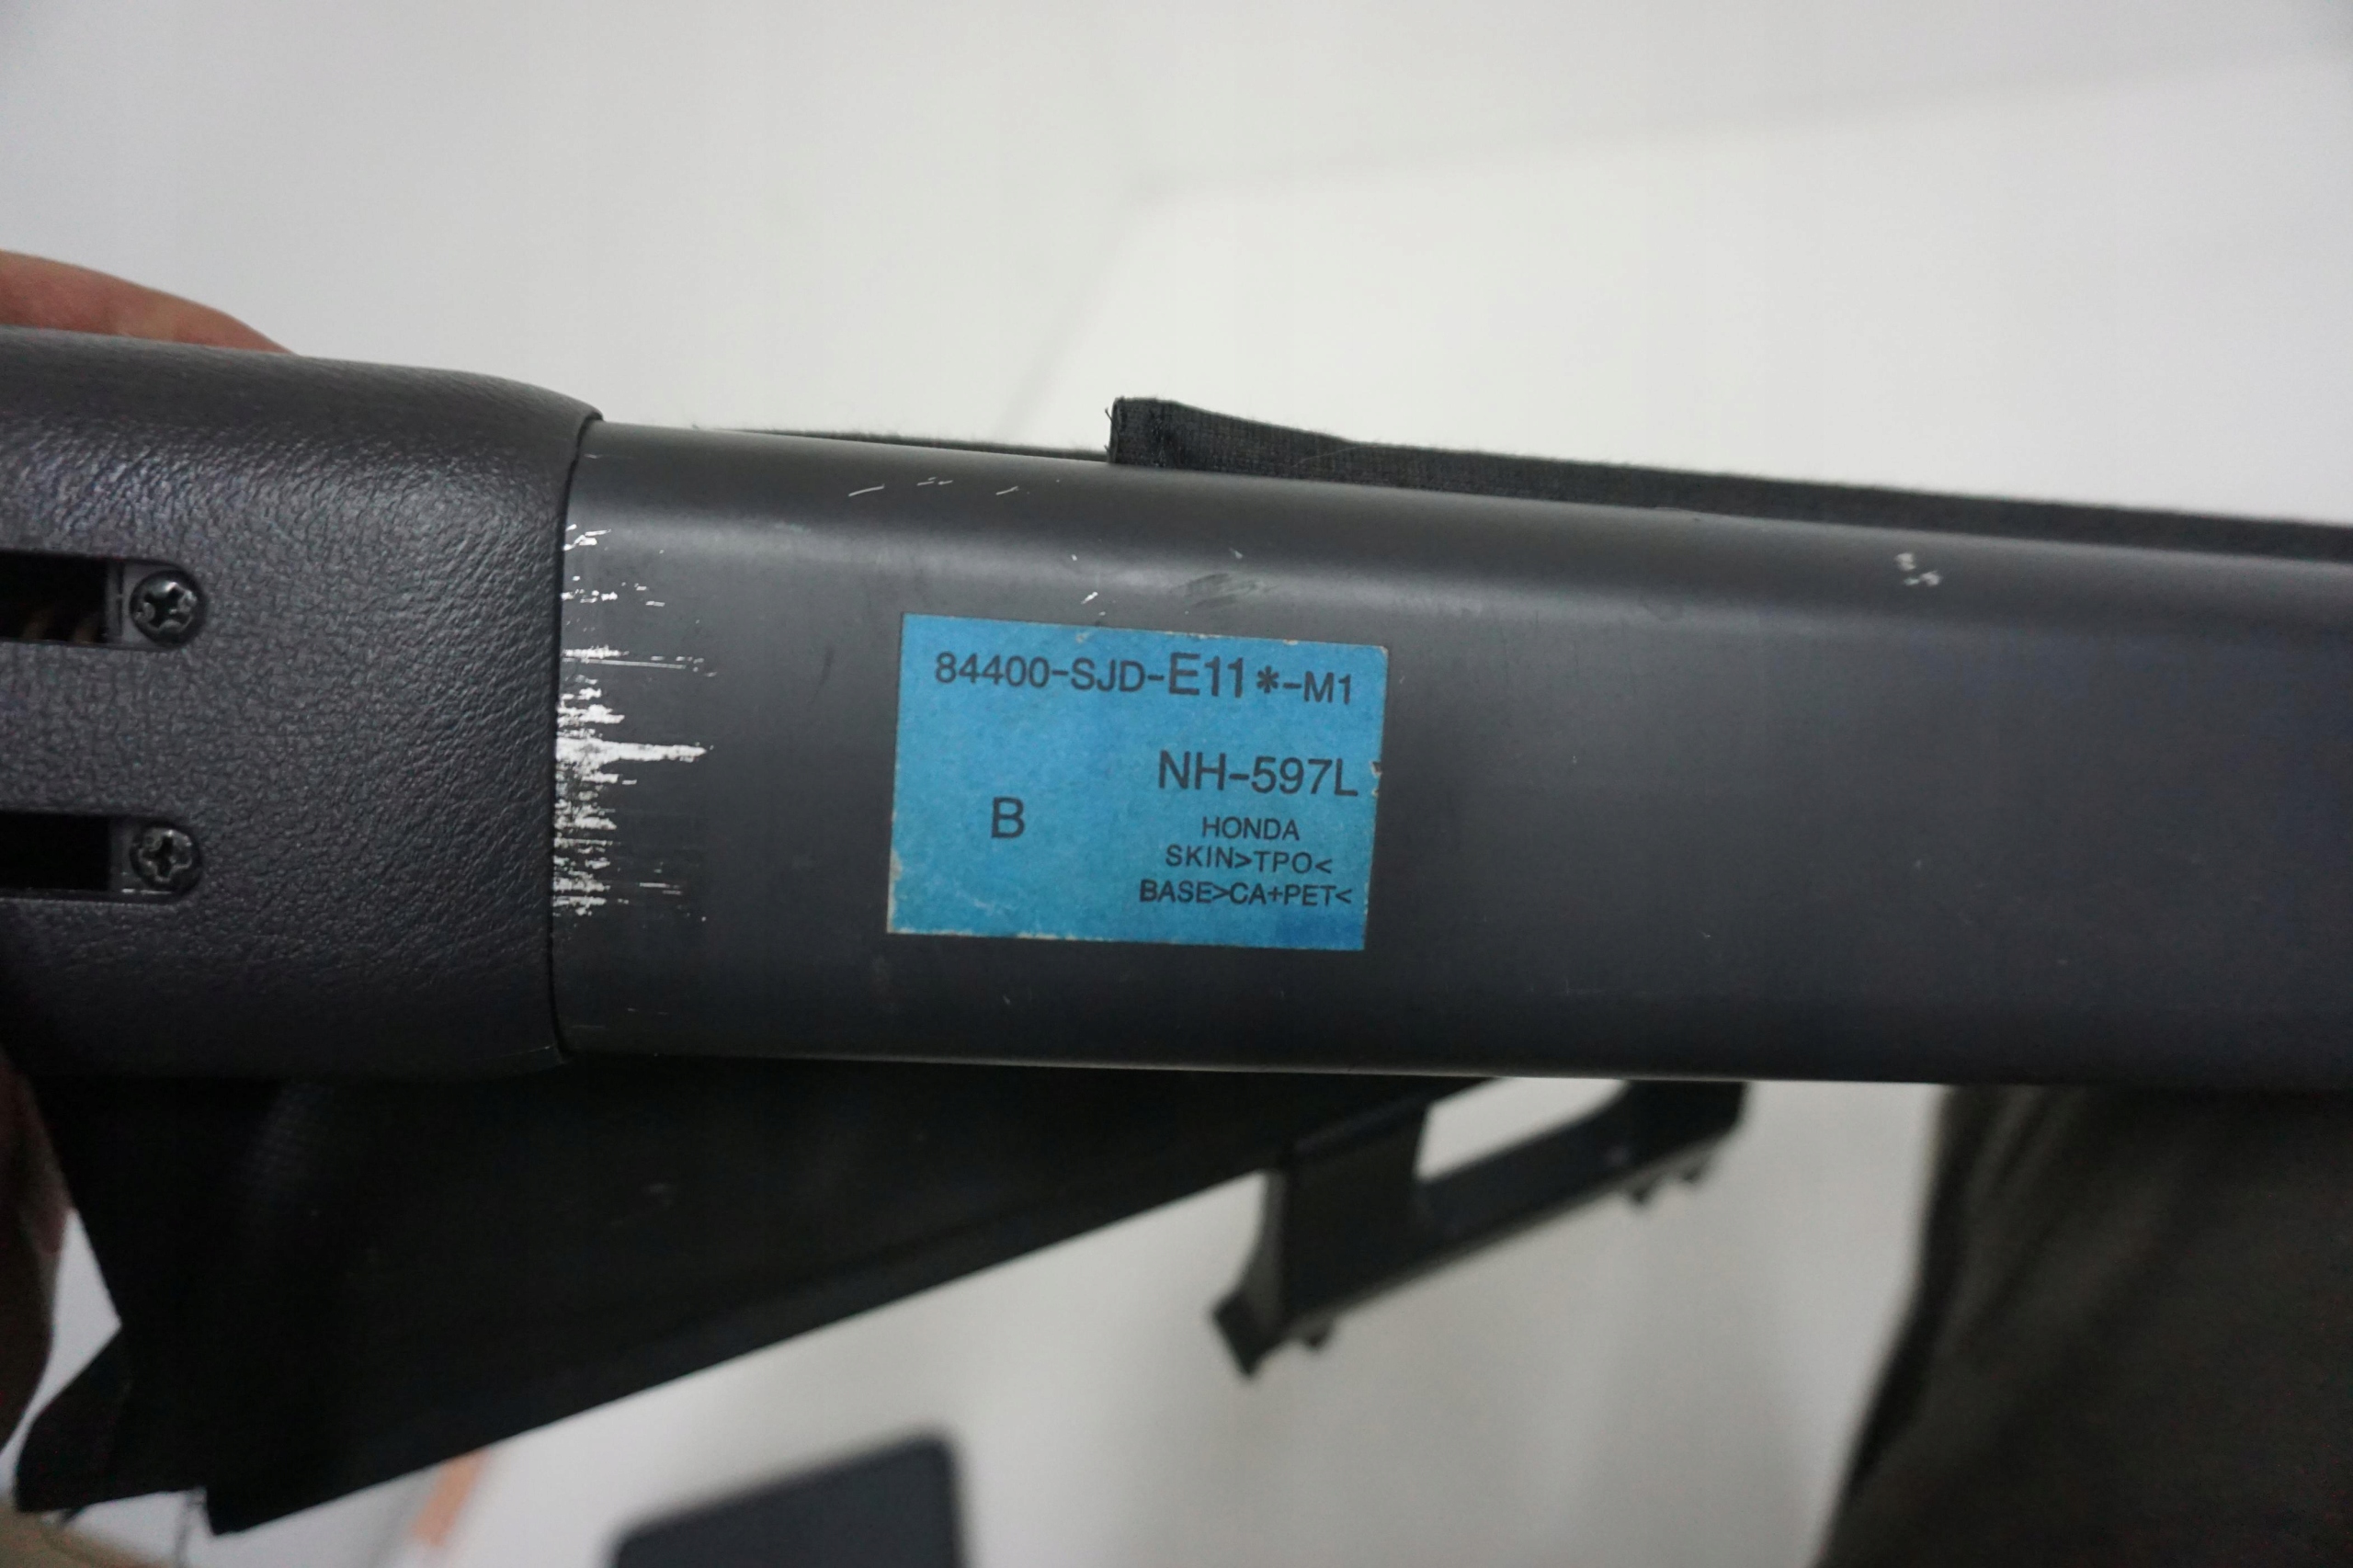 84400-SJD-E11*-M1
NH-597L
B
HONDA
SKIN>TPO<
BASE>CA+PET<